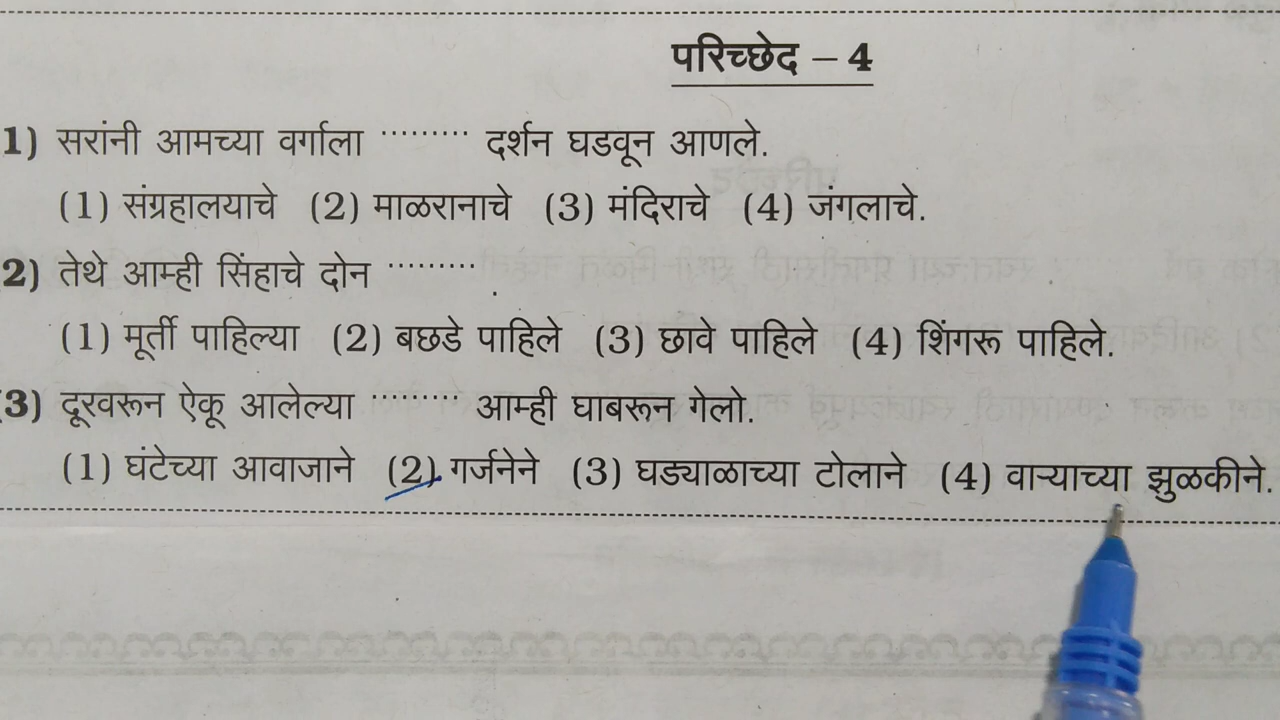 परिच्छेद – 4
1) सरांनी आमच्या वर्गाला ......... दर्शन घडवून आणले.
(1) संग्रहालयाचे (2) माळरानाचे (3) मंदिराचे (4) जंगलाचे.
2) तेथे आम्ही सिंहाचे दोन .........
(1) मूर्ती पाहिल्या (2) बछडे पाहिले (3) छावे पाहिले (4) शिंगरू पाहिले.
(3) दूरवरून ऐकू आलेल्या ......... आम्ही घाबरून गेलो.
(1) घंटेच्या आवाजाने (2) गर्जनेने (3) घड्याळाच्या टोलाने (4) वाऱ्याच्या झुळकीने.